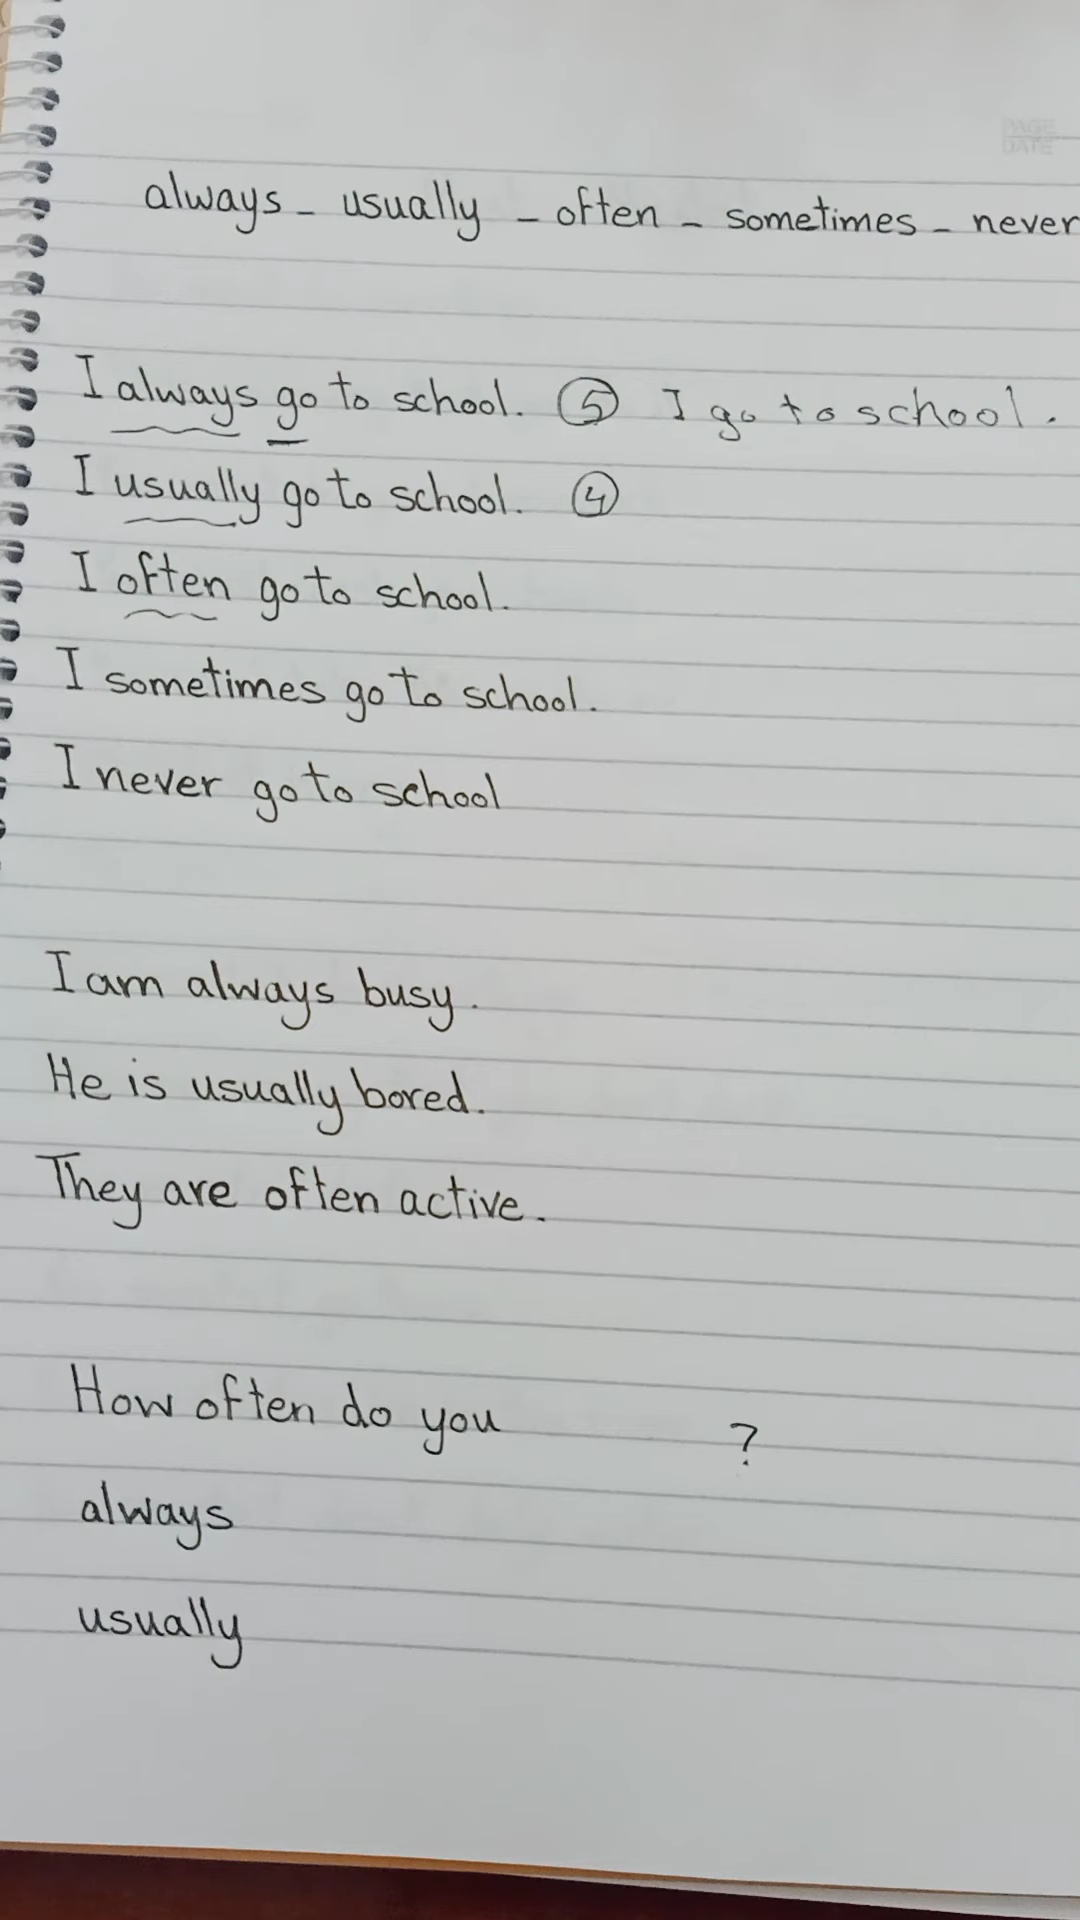 PAGE
DATE
always - usually - often - sometimes - never
I always go to school. ⑤ I go to school.
I usually go to school. ④
I often go to school.
I sometimes go to school.
I never go to school
I am always busy.
He is usually bored.
They are often active.
How often do you ?
always
usually